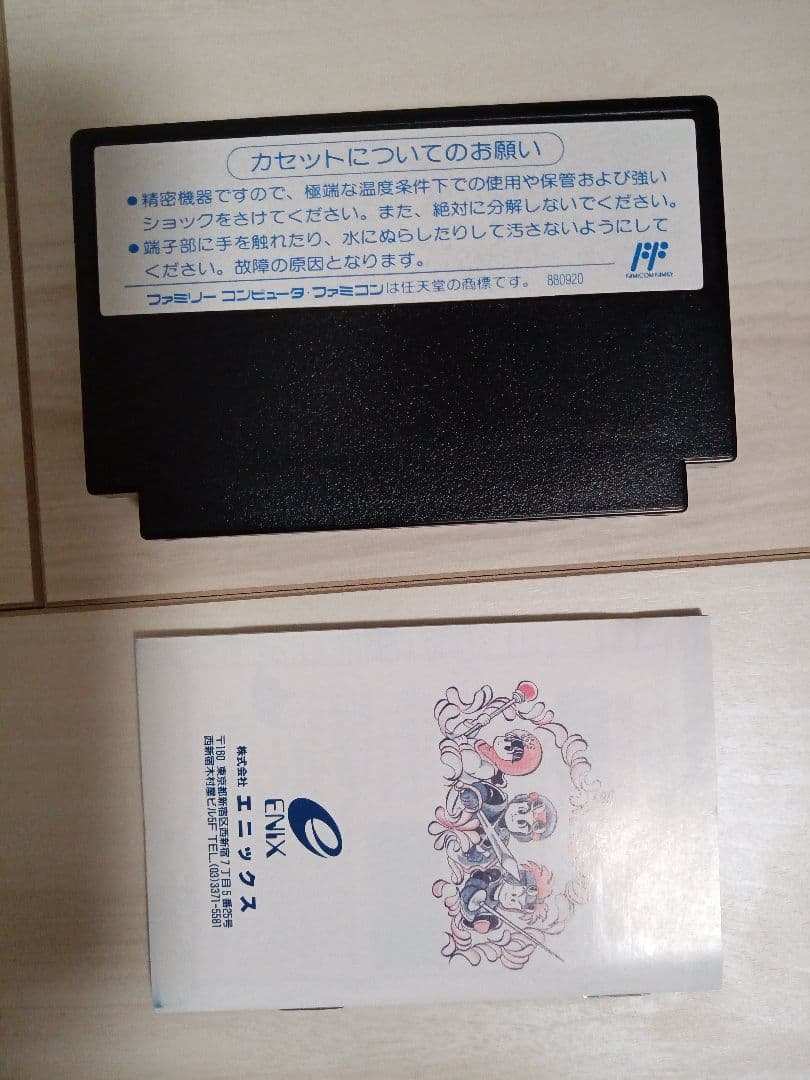 カセットについてのお願い
●精密機器ですので、極端な温度条件下での使用や保管および強い
ショックをさけてください。また、絶対に分解しないでください。
●端子部に手を触れたり、水にぬらしたりして汚さないようにして
ください。故障の原因となります。
FAMICOM FAMILY
ファミリーコンピュータ・ファミコンは任天堂の商標です。 880920
ENIX
株式会社 エニックス
〒160 東京都新宿区西新宿7丁目5番25号
西新宿木村屋ビル5F TEL.(03)3371-5581